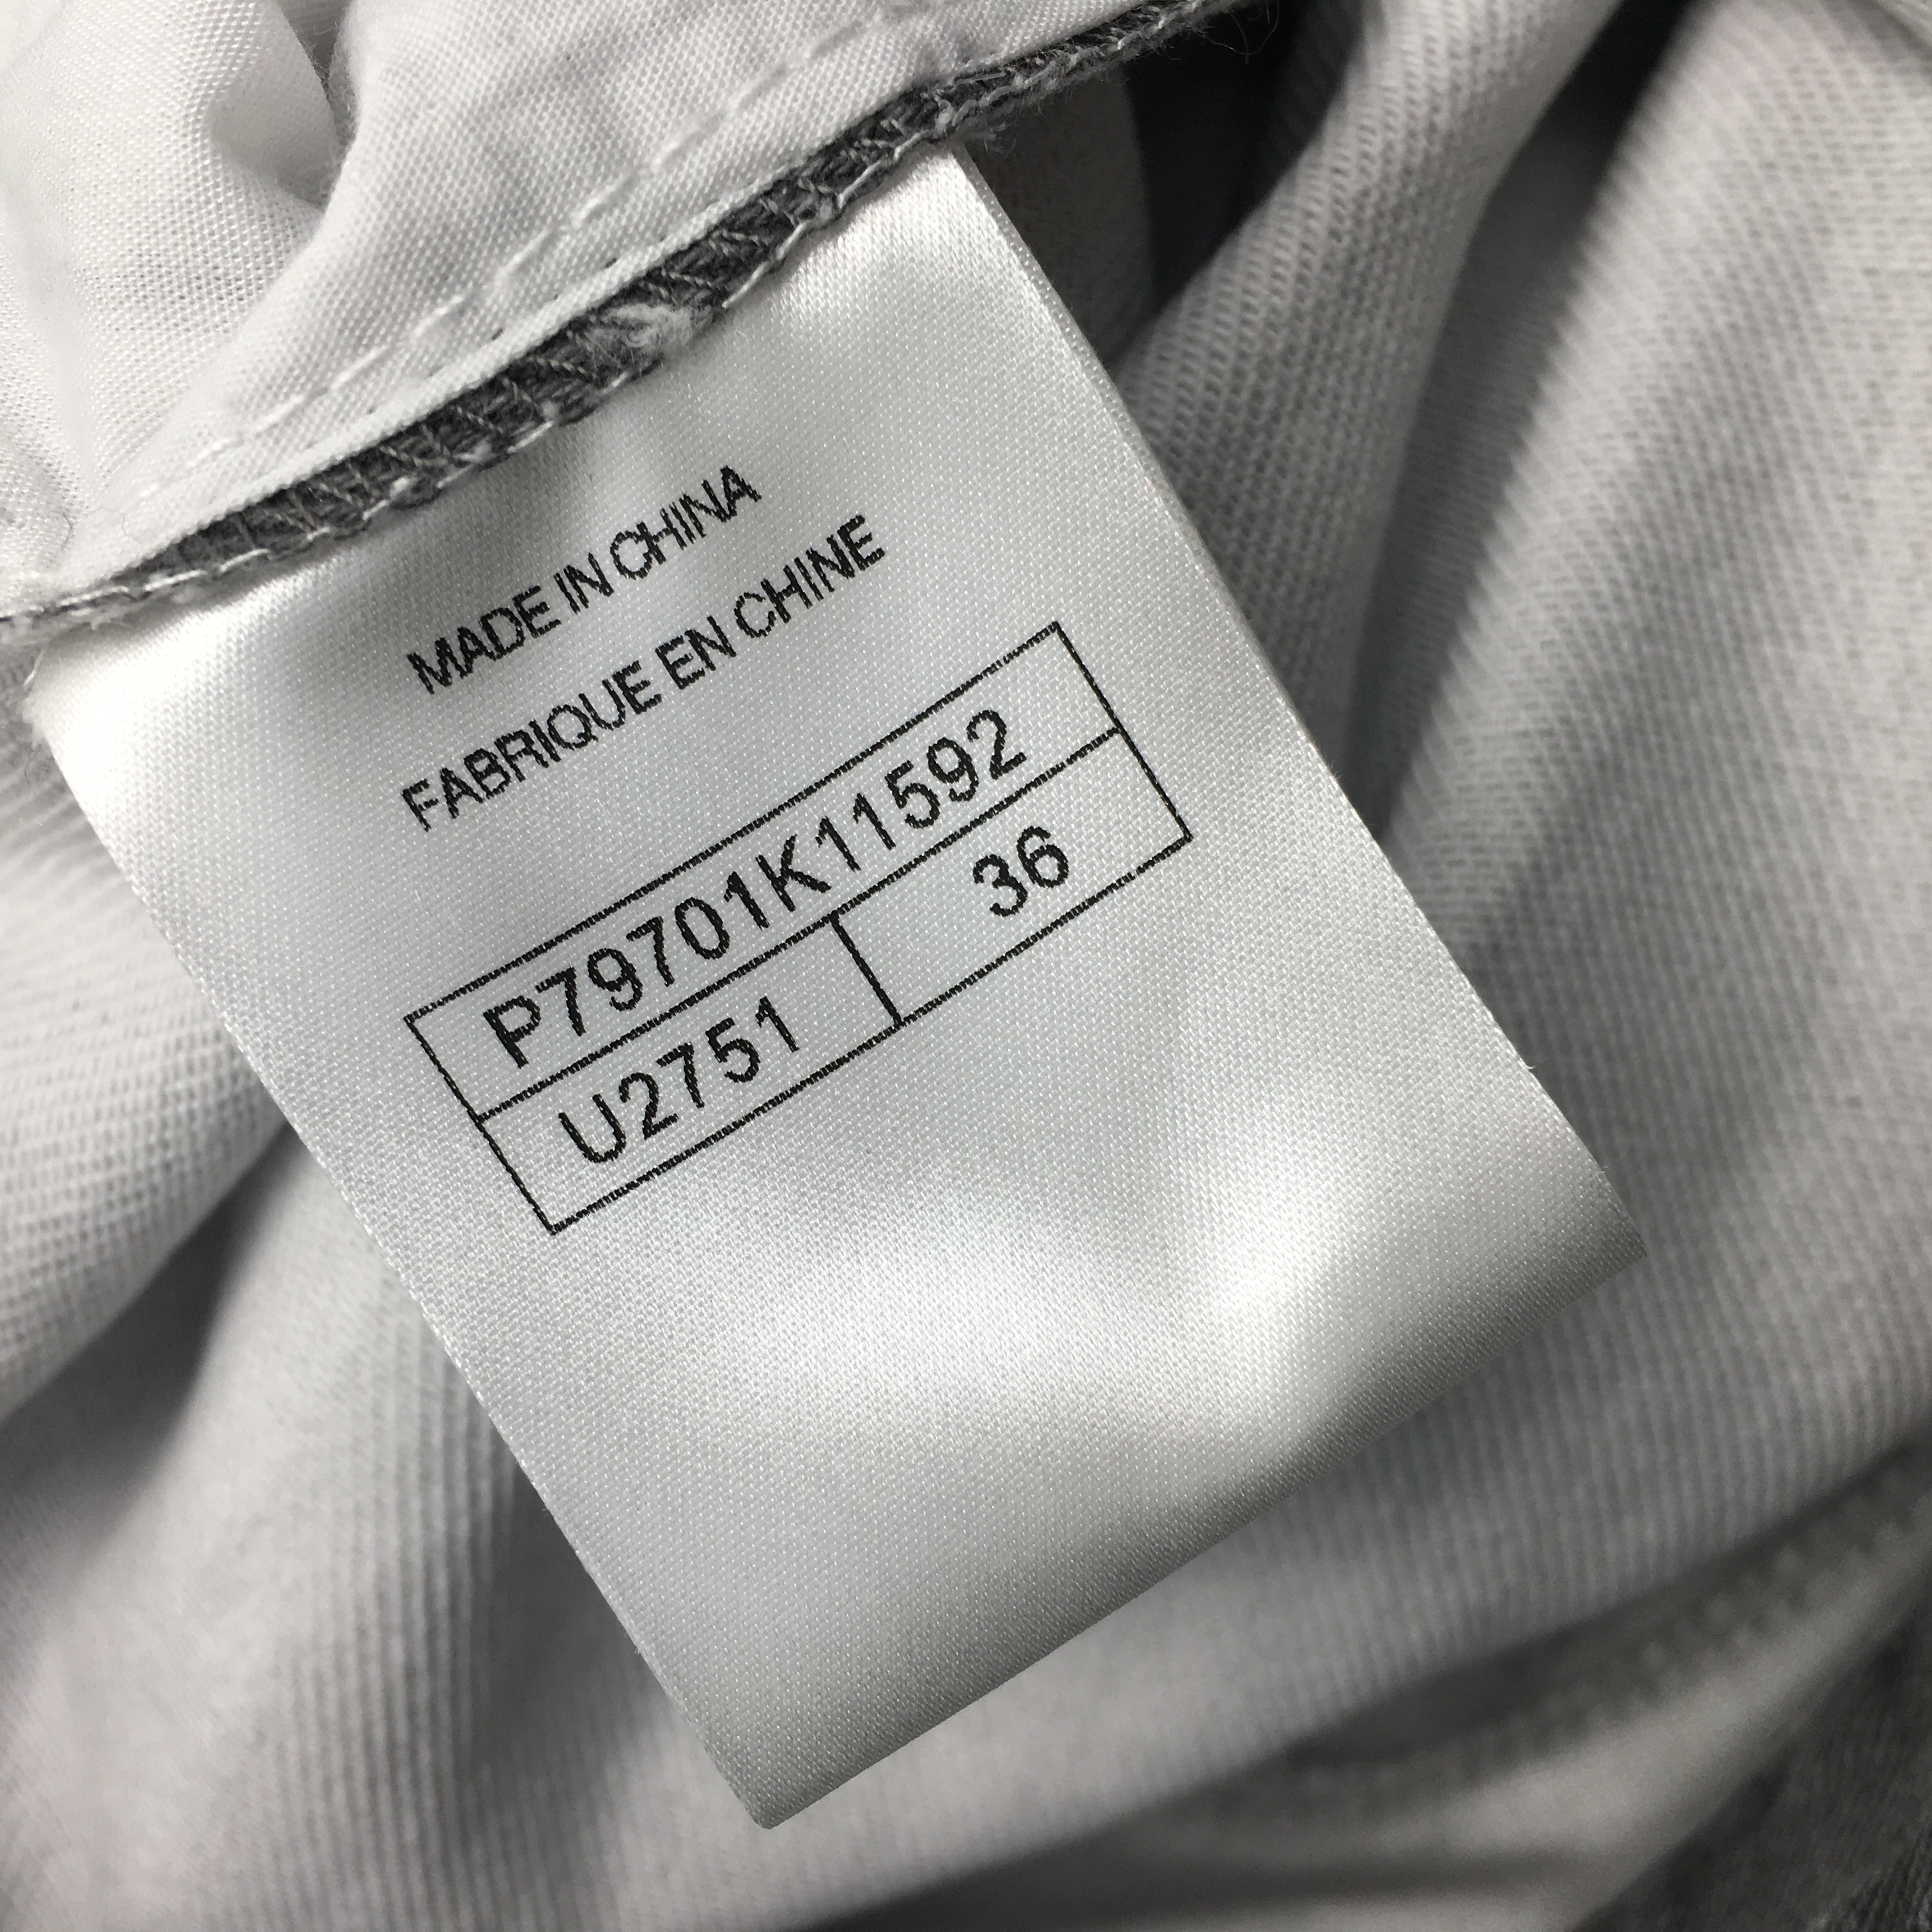 MADE IN CHINA
FABRIQUE EN CHINE
P79701K11592
U2751 36